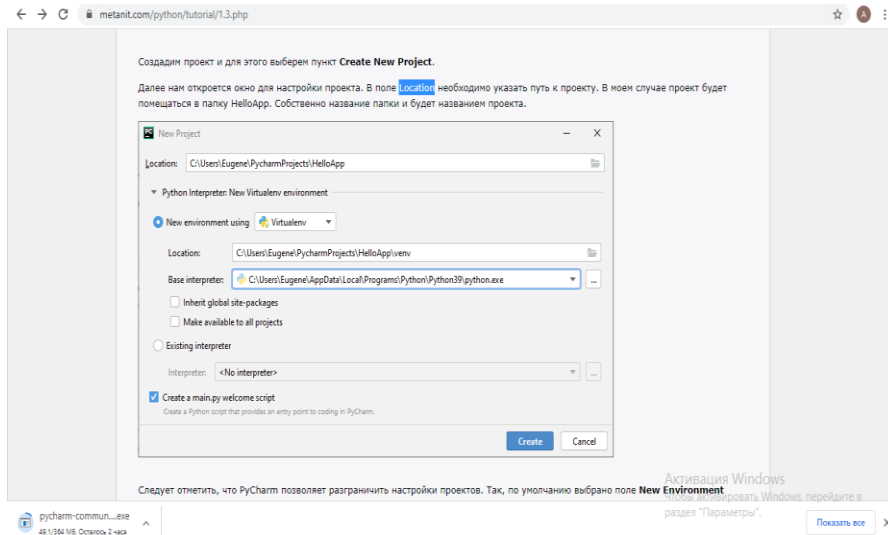 metanit.com/python/tutorial/1.3.php
A
Создадим проект и для этого выберем пункт Create New Project.
Далее нам откроется окно для настройки проекта. В поле Location необходимо указать путь к проекту. В моем случае проект будет
помещаться в папку HelloApp. Собственно название папки и будет названием проекта.
PC New Project
Location: C:\Users\Eugene\PycharmProjects\HelloApp
Python Interpreter: New Virtualenv environment
New environment using Virtualenv
Location: C:\Users\Eugene\PycharmProjects\HelloApp\venv
Base interpreter: C:\Users\Eugene\AppData\Local\Programs\Python\Python39\python.exe ...
Inherit global site-packages
Make available to all projects
Existing interpreter
Interpreter: <No interpreter> ...
Create a main.py welcome script
Create a Python script that provides an entry point to coding in PyCharm.
Create Cancel
Активация Windows
Следует отметить, что PyCharm позволяет разграничить настройки проектов. Так, по умолчанию выбрано поле New Environment
Чтобы активировать Windows, перейдите в
раздел "Параметры".
pycharm-commun....exe
49.1/364 МБ, Осталось 2 часа
Показать все